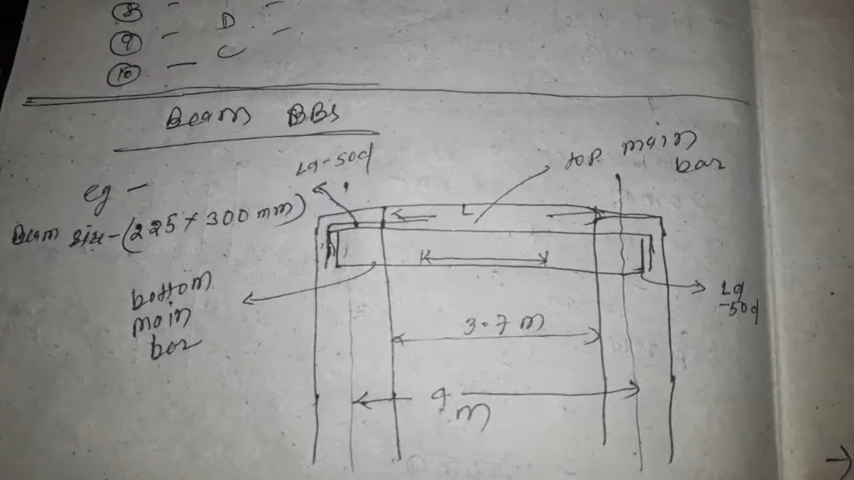 8 - D "
9 - C "
10 -
Beam BBS
Ld-50d
top main
bar
eg -
L
Beam size-(225 x 300 mm)
bottom
main
bar
Ld
-50d
3.7 m
4
m